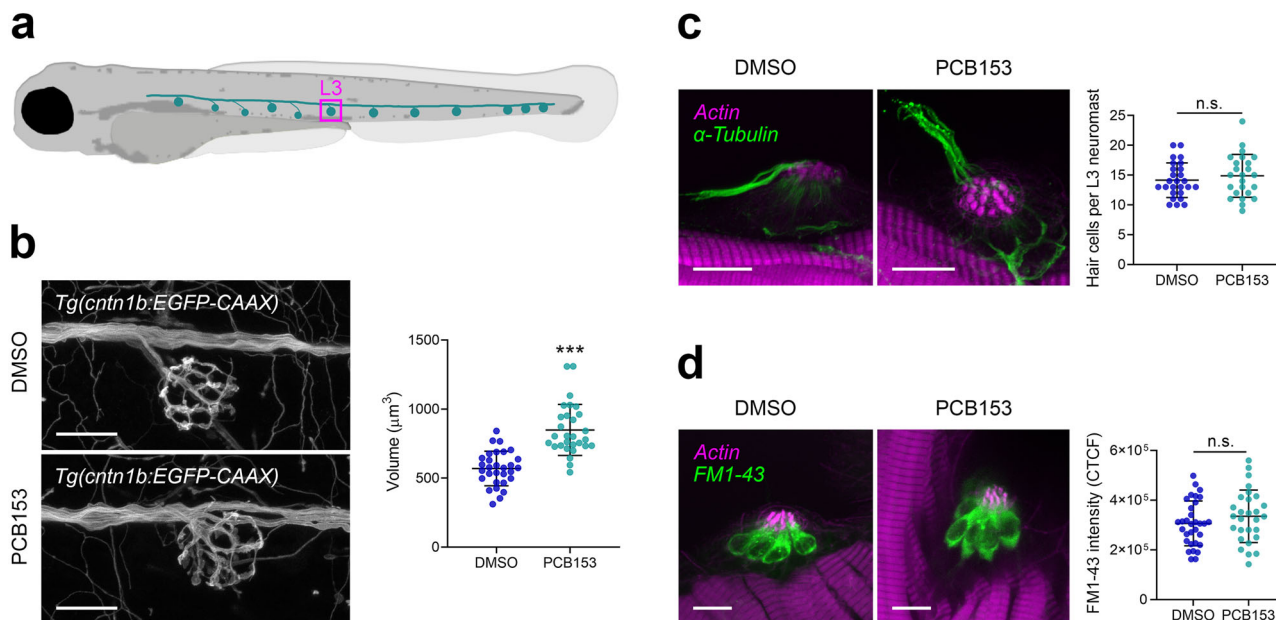 a
L3
b
DMSO
Tg(cntn1b:EGFP-CAAX)
PCB153
Tg(cntn1b:EGFP-CAAX)
Volume (μm³)
1500
1000
500
0
***
DMSO
PCB153
c
DMSO
PCB153
Actin
α-Tubulin
Hair cells per L3 neuromast
25
20
15
10
5
0
n.s.
DMSO
PCB153
d
DMSO
PCB153
Actin
FM1-43
FM1-43 intensity (CTCF)
6×10⁵
4×10⁵
2×10⁵
0
n.s.
DMSO
PCB153